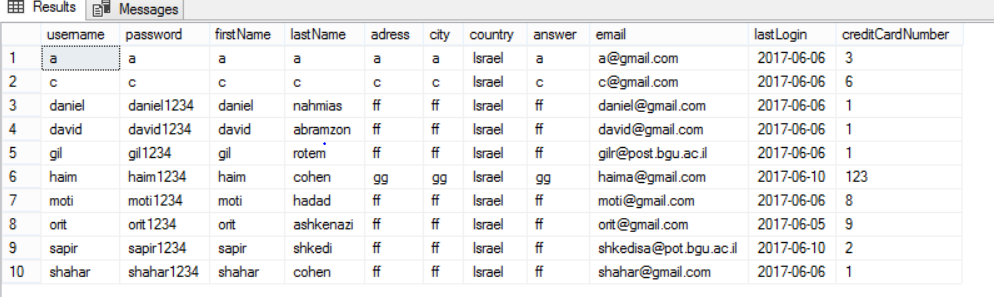 Results Messages
username password firstName lastName adress city country answer email lastLogin creditCardNumber
1 a a a a a a Israel a a@gmail.com 2017-06-06 3
2 c c c c c c Israel c c@gmail.com 2017-06-06 6
3 daniel daniel1234 daniel nahmias ff ff Israel ff daniel@gmail.com 2017-06-06 1
4 david david1234 david abramzon ff ff Israel ff david@gmail.com 2017-06-06 1
5 gil gil1234 gil rotem ff ff Israel ff gilr@post.bgu.ac.il 2017-06-06 1
6 haim haim1234 haim cohen gg gg Israel gg haima@gmail.com 2017-06-10 123
7 moti moti1234 moti hadad ff ff Israel ff moti@gmail.com 2017-06-06 8
8 orit orit1234 orit ashkenazi ff ff Israel ff orit@gmail.com 2017-06-05 9
9 sapir sapir1234 sapir shkedi ff ff Israel ff shkedisa@pot.bgu.ac.il 2017-06-10 2
10 shahar shahar1234 shahar cohen ff ff Israel ff shahar@gmail.com 2017-06-06 1